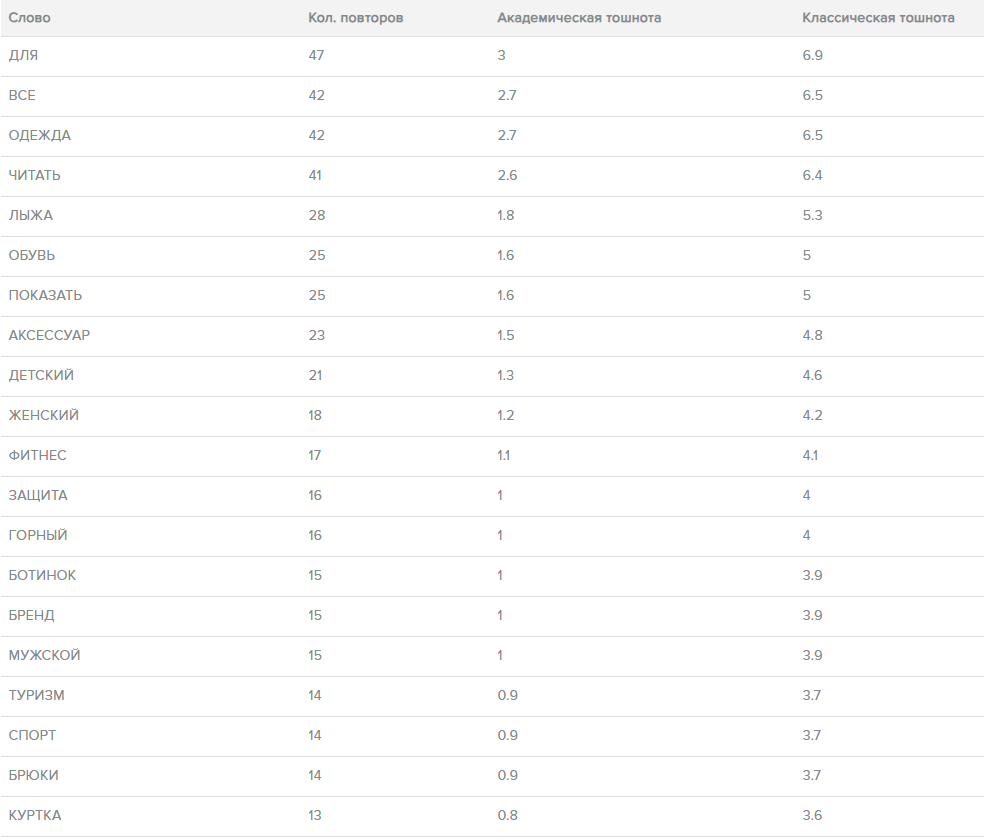 Слово Кол. повторов Академическая тошнота Классическая тошнота
ДЛЯ 47 3 6.9
ВСЕ 42 2.7 6.5
ОДЕЖДА 42 2.7 6.5
ЧИТАТЬ 41 2.6 6.4
ЛЫЖА 28 1.8 5.3
ОБУВЬ 25 1.6 5
ПОКАЗАТЬ 25 1.6 5
АКСЕССУАР 23 1.5 4.8
ДЕТСКИЙ 21 1.3 4.6
ЖЕНСКИЙ 18 1.2 4.2
ФИТНЕС 17 1.1 4.1
ЗАЩИТА 16 1 4
ГОРНЫЙ 16 1 4
БОТИНОК 15 1 3.9
БРЕНД 15 1 3.9
МУЖСКОЙ 15 1 3.9
ТУРИЗМ 14 0.9 3.7
СПОРТ 14 0.9 3.7
БРЮКИ 14 0.9 3.7
КУРТКА 13 0.8 3.6